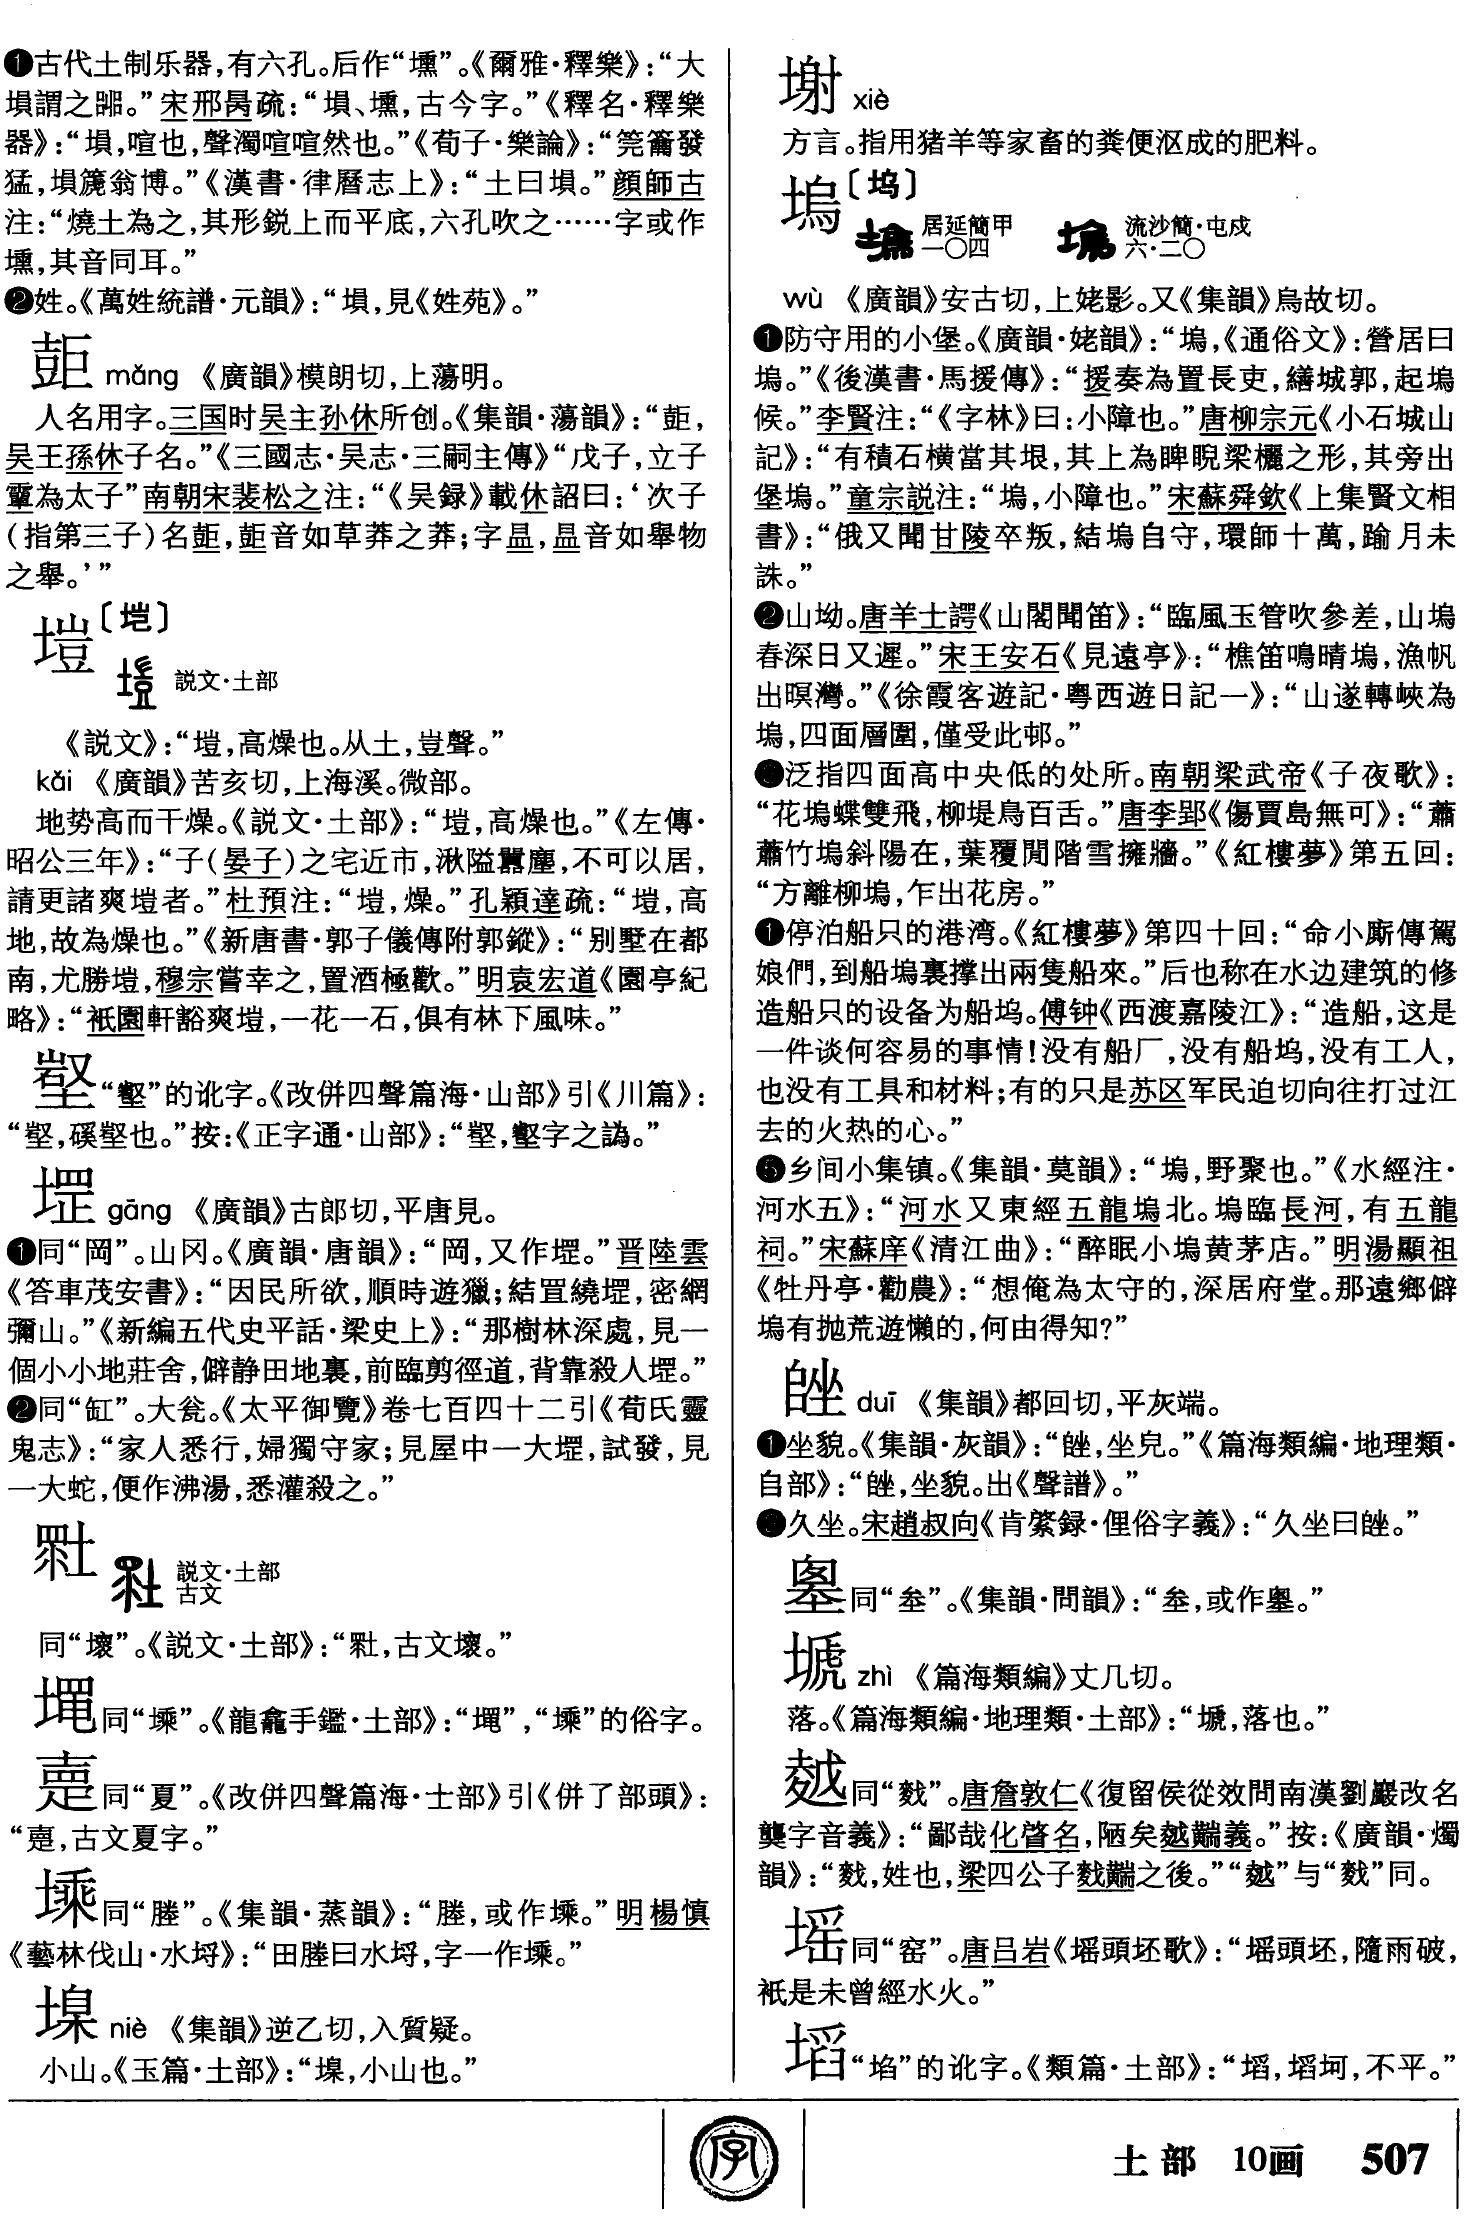 ❶古代土制乐器,有六孔。后作“壎”。《爾雅·釋樂》:“大
塤謂之嘂。”宋邢昺疏:“塤、壎,古今字。”《釋名·釋樂
器》:“塤,喧也,聲濁喧喧然也。”《荀子·樂論》:“筦籥發
猛,塤箎翁博。”《漢書·律曆志上》:“土曰塤。”顔師古
注:“燒土為之,其形鋭上而平底,六孔吹之……字或作
壎,其音同耳。”
❷姓。《萬姓統譜·元韻》:“塤,見《姓苑》。”
mǎng 《廣韻》模朗切,上蕩明。
人名用字。三国时吴主孙休所创。《集韻·蕩韻》:“
吴王孫休子名。”《三國志·吴志·三嗣主傳》“戊子,立子
為太子”南朝宋裴松之注:“《吴録》載休詔曰:‘次子
(指第三子)名 音如草莽之莽;字 音如舉物
之舉。’”
塏〔垲〕
説文·土部
《説文》:“塏,高燥也。从土,豈聲。”
kǎi 《廣韻》苦亥切,上海溪。微部。
地势高而干燥。《説文·土部》:“塏,高燥也。”《左傳·
昭公三年》:“子(晏子)之宅近市,湫隘囂塵,不可以居,
請更諸爽塏者。”杜預注:“塏,燥。”孔穎達疏:“塏,高
地,故為燥也。”《新唐書·郭子儀傳附郭鏦》:“别墅在都
南,尤勝塏,穆宗嘗幸之,置酒極歡。”明袁宏道《園亭紀
略》:“祇園軒豁爽塏,一花一石,俱有林下風味。”
“壑”的讹字。《改併四聲篇海·山部》引《川篇》:
磎 也。”按:《正字通·山部》:“ 字之譌。”
堽 gāng 《廣韻》古郎切,平唐見。
❶同“岡”。山冈。《廣韻·唐韻》:“岡,又作堽。”晋陸雲
《答車茂安書》:“因民所欲,順時遊獵;結罝繞堽,密網
彌山。”《新編五代史平話·梁史上》:“那樹林深處,見一
個小小地莊舍,僻静田地裏,前臨剪徑道,背靠殺人堽。”
❷同“缸”。大瓮。《太平御覽》卷七百四十二引《荀氏靈
鬼志》:“家人悉行,婦獨守家;見屋中一大堽,試發,見
一大蛇,便作沸湯,悉灌殺之。”
説文·土部
古文
同“壞”。《説文·土部》:“ 古文壞。”
同“塖”。《龍龕手鑑·土部》:“ ”,“塖”的俗字。
同“夏”。《改併四聲篇海·士部》引《併了部頭》:
古文夏字。”
塖同“塍”。《集韻·蒸韻》:“塍,或作塖。”明楊慎
《藝林伐山·水埒》:“田塍曰水埒,字一作塖。”
niè 《集韻》逆乙切,入質疑。
小山。《玉篇·土部》:“ 小山也。”
塮 xiè
方言。指用猪羊等家畜的粪便沤成的肥料。
塢〔坞〕
居延簡甲 一〇四 流沙簡·屯戍 六·二〇
wù 《廣韻》安古切,上姥影。又《集韻》烏故切。
❶防守用的小堡。《廣韻·姥韻》:“塢,《通俗文》:營居曰
塢。”《後漢書·馬援傳》:“援奏為置長吏,繕城郭,起塢
候。”李賢注:“《字林》曰:小障也。”唐柳宗元《小石城山
記》:“有積石横當其垠,其上為睥睨梁欐之形,其旁出
堡塢。”童宗説注:“塢,小障也。”宋蘇舜欽《上集賢文相
書》:“俄又聞甘陵卒叛,結塢自守,環師十萬,踰月未
誅。”
❷山坳。唐羊士諤《山閣聞笛》:“臨風玉管吹參差,山塢
春深日又遲。”宋王安石《見遠亭》:“樵笛鳴晴塢,漁帆
出暝灣。”《徐霞客遊記·粤西遊日記一》:“山遂轉峽為
塢,四面層圍,僅受此邨。”
❸泛指四面高中央低的处所。南朝梁武帝《子夜歌》:
“花塢蝶雙飛,柳堤鳥百舌。”唐李郢《傷賈島無可》:“蕭
蕭竹塢斜陽在,葉覆閒階雪擁牆。”《紅樓夢》第五回:
“方離柳塢,乍出花房。”
❹停泊船只的港湾。《紅樓夢》第四十回:“命小廝傳駕
娘們,到船塢裏撑出兩隻船來。”后也称在水边建筑的修
造船只的设备为船坞。傅钟《西渡嘉陵江》:“造船,这是
一件谈何容易的事情!没有船厂,没有船坞,没有工人,
也没有工具和材料;有的只是苏区军民迫切向往打过江
去的火热的心。”
❺乡间小集镇。《集韻·莫韻》:“塢,野聚也。”《水經注·
河水五》:“河水又東經五龍塢北。塢臨長河,有五龍
祠。”宋蘇庠《清江曲》:“醉眠小塢黄茅店。”明湯顯祖
《牡丹亭·勸農》:“想俺為太守的,深居府堂。那遠鄉僻
塢有抛荒遊懶的,何由得知?”
duī 《集韻》都回切,平灰端。
❶坐貌。《集韻·灰韻》:“ 坐皃。”《篇海類編·地理類·
自部》:“ 坐貌。出《聲譜》。”
❷久坐。宋趙叔向《肯綮録·俚俗字義》:“久坐曰 。”
同“坌”。《集韻·問韻》:“坌,或作 。”
zhì 《篇海類編》丈几切。
落。《篇海類編·地理類·土部》:“ 落也。”
同“ ”。唐詹敦仁《復留侯從效問南漢劉巖改名
龑字音義》:“鄙哉化啓名,陋矣 義。”按:《廣韻·燭
韻》:“ 姓也,梁四公子 之後。”“ ”与“ ”同。
同“窑”。唐吕岩《 頭坯歌》:“ 頭坯,隨雨破,
衹是未曾經水火。”
“埳”的讹字。《類篇·土部》:“ 坷,不平。”
字
土部 10画 507